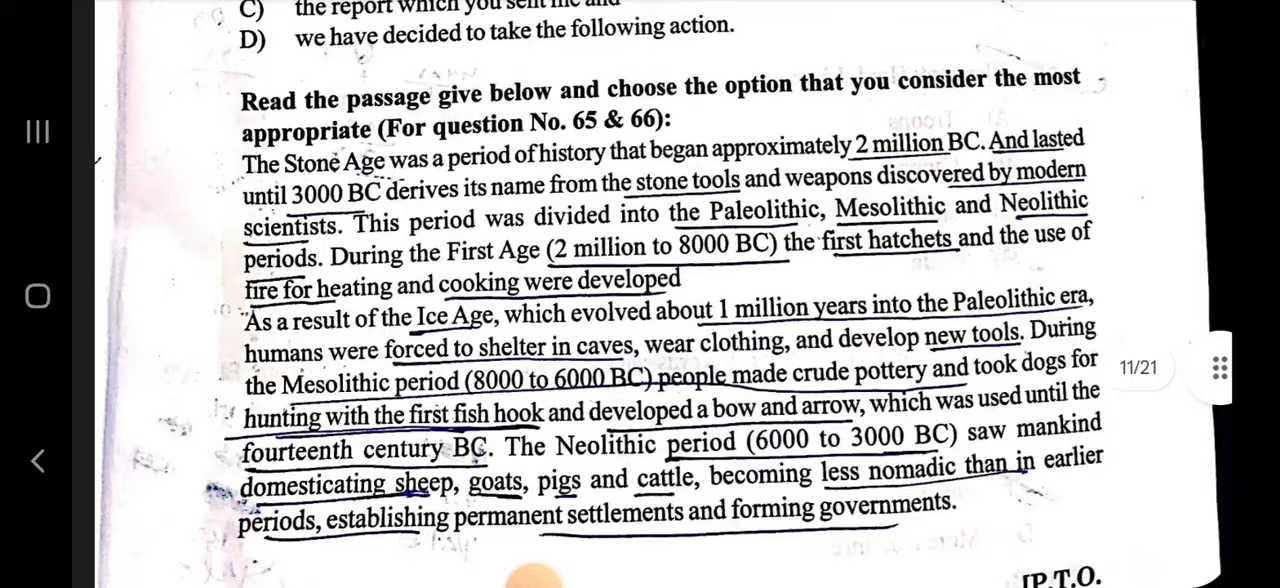 C) the report which you sent me and
D) we have decided to take the following action.
Read the passage give below and choose the option that you consider the most
appropriate (For question No. 65 & 66):
The Stone Age was a period of history that began approximately 2 million BC. And lasted
until 3000 BC derives its name from the stone tools and weapons discovered by modern
scientists. This period was divided into the Paleolithic, Mesolithic and Neolithic
periods. During the First Age (2 million to 8000 BC) the first hatchets and the use of
fire for heating and cooking were developed
As a result of the Ice Age, which evolved about 1 million years into the Paleolithic era,
humans were forced to shelter in caves, wear clothing, and develop new tools. During
the Mesolithic period (8000 to 6000 BC) people made crude pottery and took dogs for
11/21
hunting with the first fish hook and developed a bow and arrow, which was used until the
fourteenth century BC. The Neolithic period (6000 to 3000 BC) saw mankind
domesticating sheep, goats, pigs and cattle, becoming less nomadic than in earlier
periods, establishing permanent settlements and forming governments.
[P.T.O.